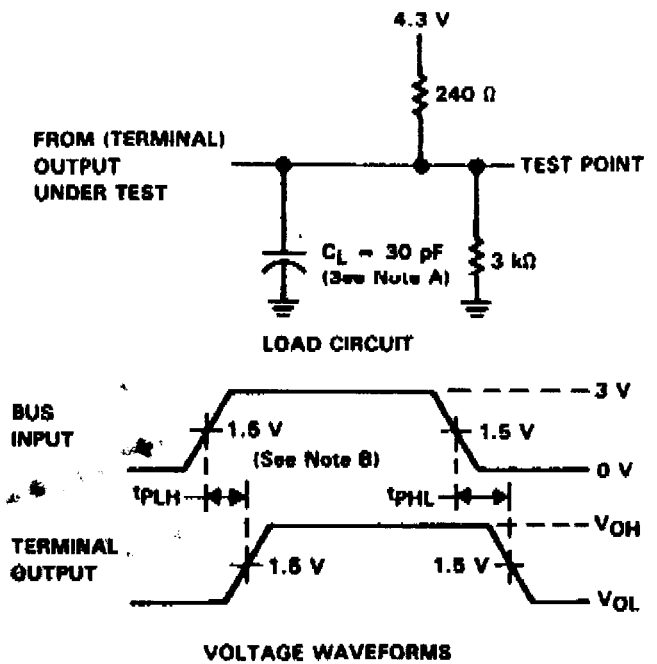 4.3 V
240 Ω
FROM (TERMINAL)
OUTPUT
UNDER TEST
TEST POINT
CL = 30 pF
(See Note A)
3 kΩ
LOAD CIRCUIT
BUS
INPUT
1.5 V
(See Note B)
1.5 V
3 V
0 V
tPLH
tPHL
TERMINAL
OUTPUT
1.5 V
1.5 V
VOH
VOL
VOLTAGE WAVEFORMS